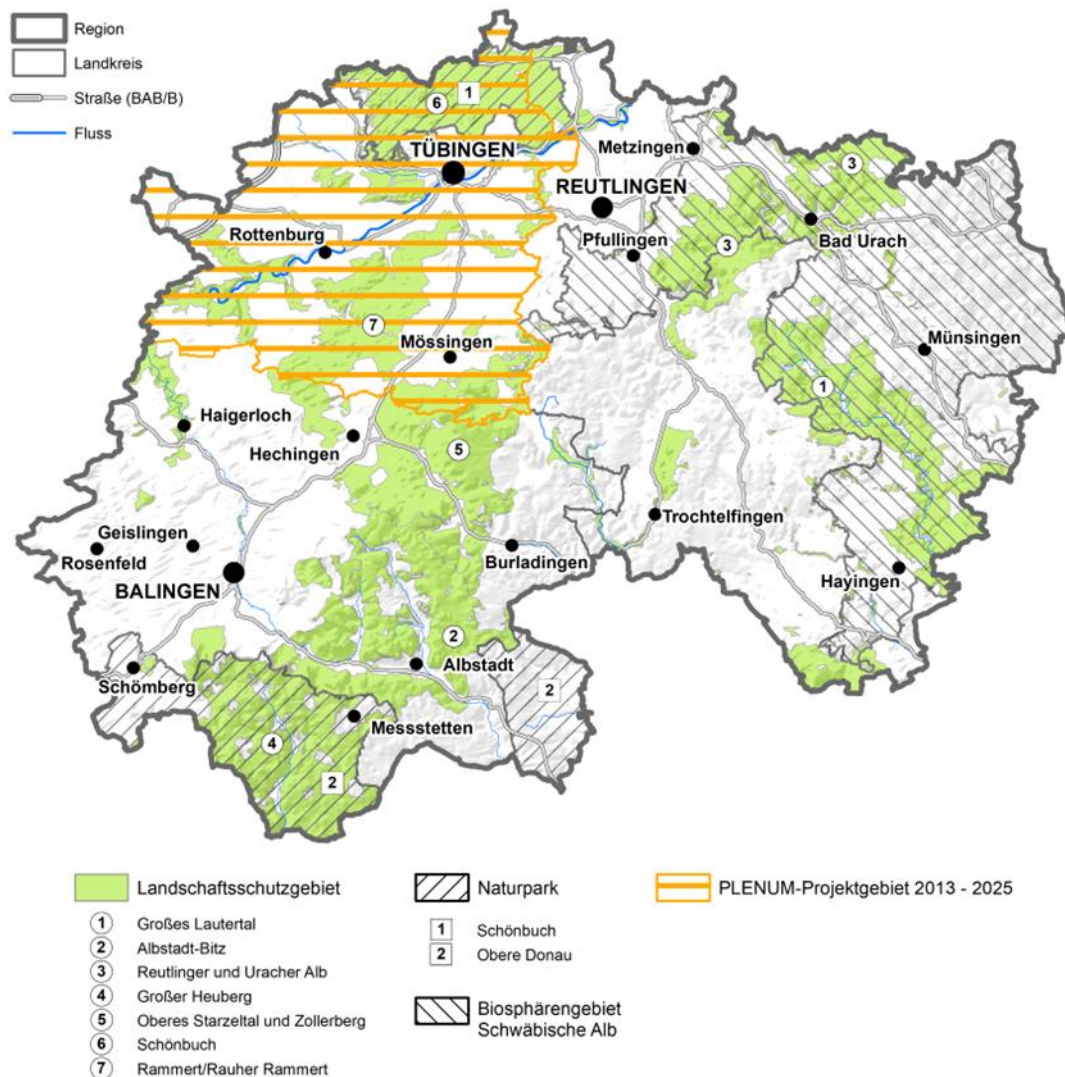 Region
Landkreis
Straße (BAB/B)
Fluss
1
6
TÜBINGEN
Metzingen
3
REUTLINGEN
Rottenburg
Pfullingen
3
Bad Urach
7
Mössingen
Münsingen
1
Haigerloch
Hechingen
5
Trochtelfingen
Geislingen
Rosenfeld
Burladingen
BALINGEN
Hayingen
2
Albstadt
Schömberg
2
Messstetten
4
2
Landschaftsschutzgebiet
1 Großes Lautertal
2 Albstadt-Bitz
3 Reutlinger und Uracher Alb
4 Großer Heuberg
5 Oberes Starzeltal und Zollerberg
6 Schönbuch
7 Rammert/Rauher Rammert
Naturpark
1 Schönbuch
2 Obere Donau
Biosphärengebiet
Schwäbische Alb
PLENUM-Projektgebiet 2013 - 2025